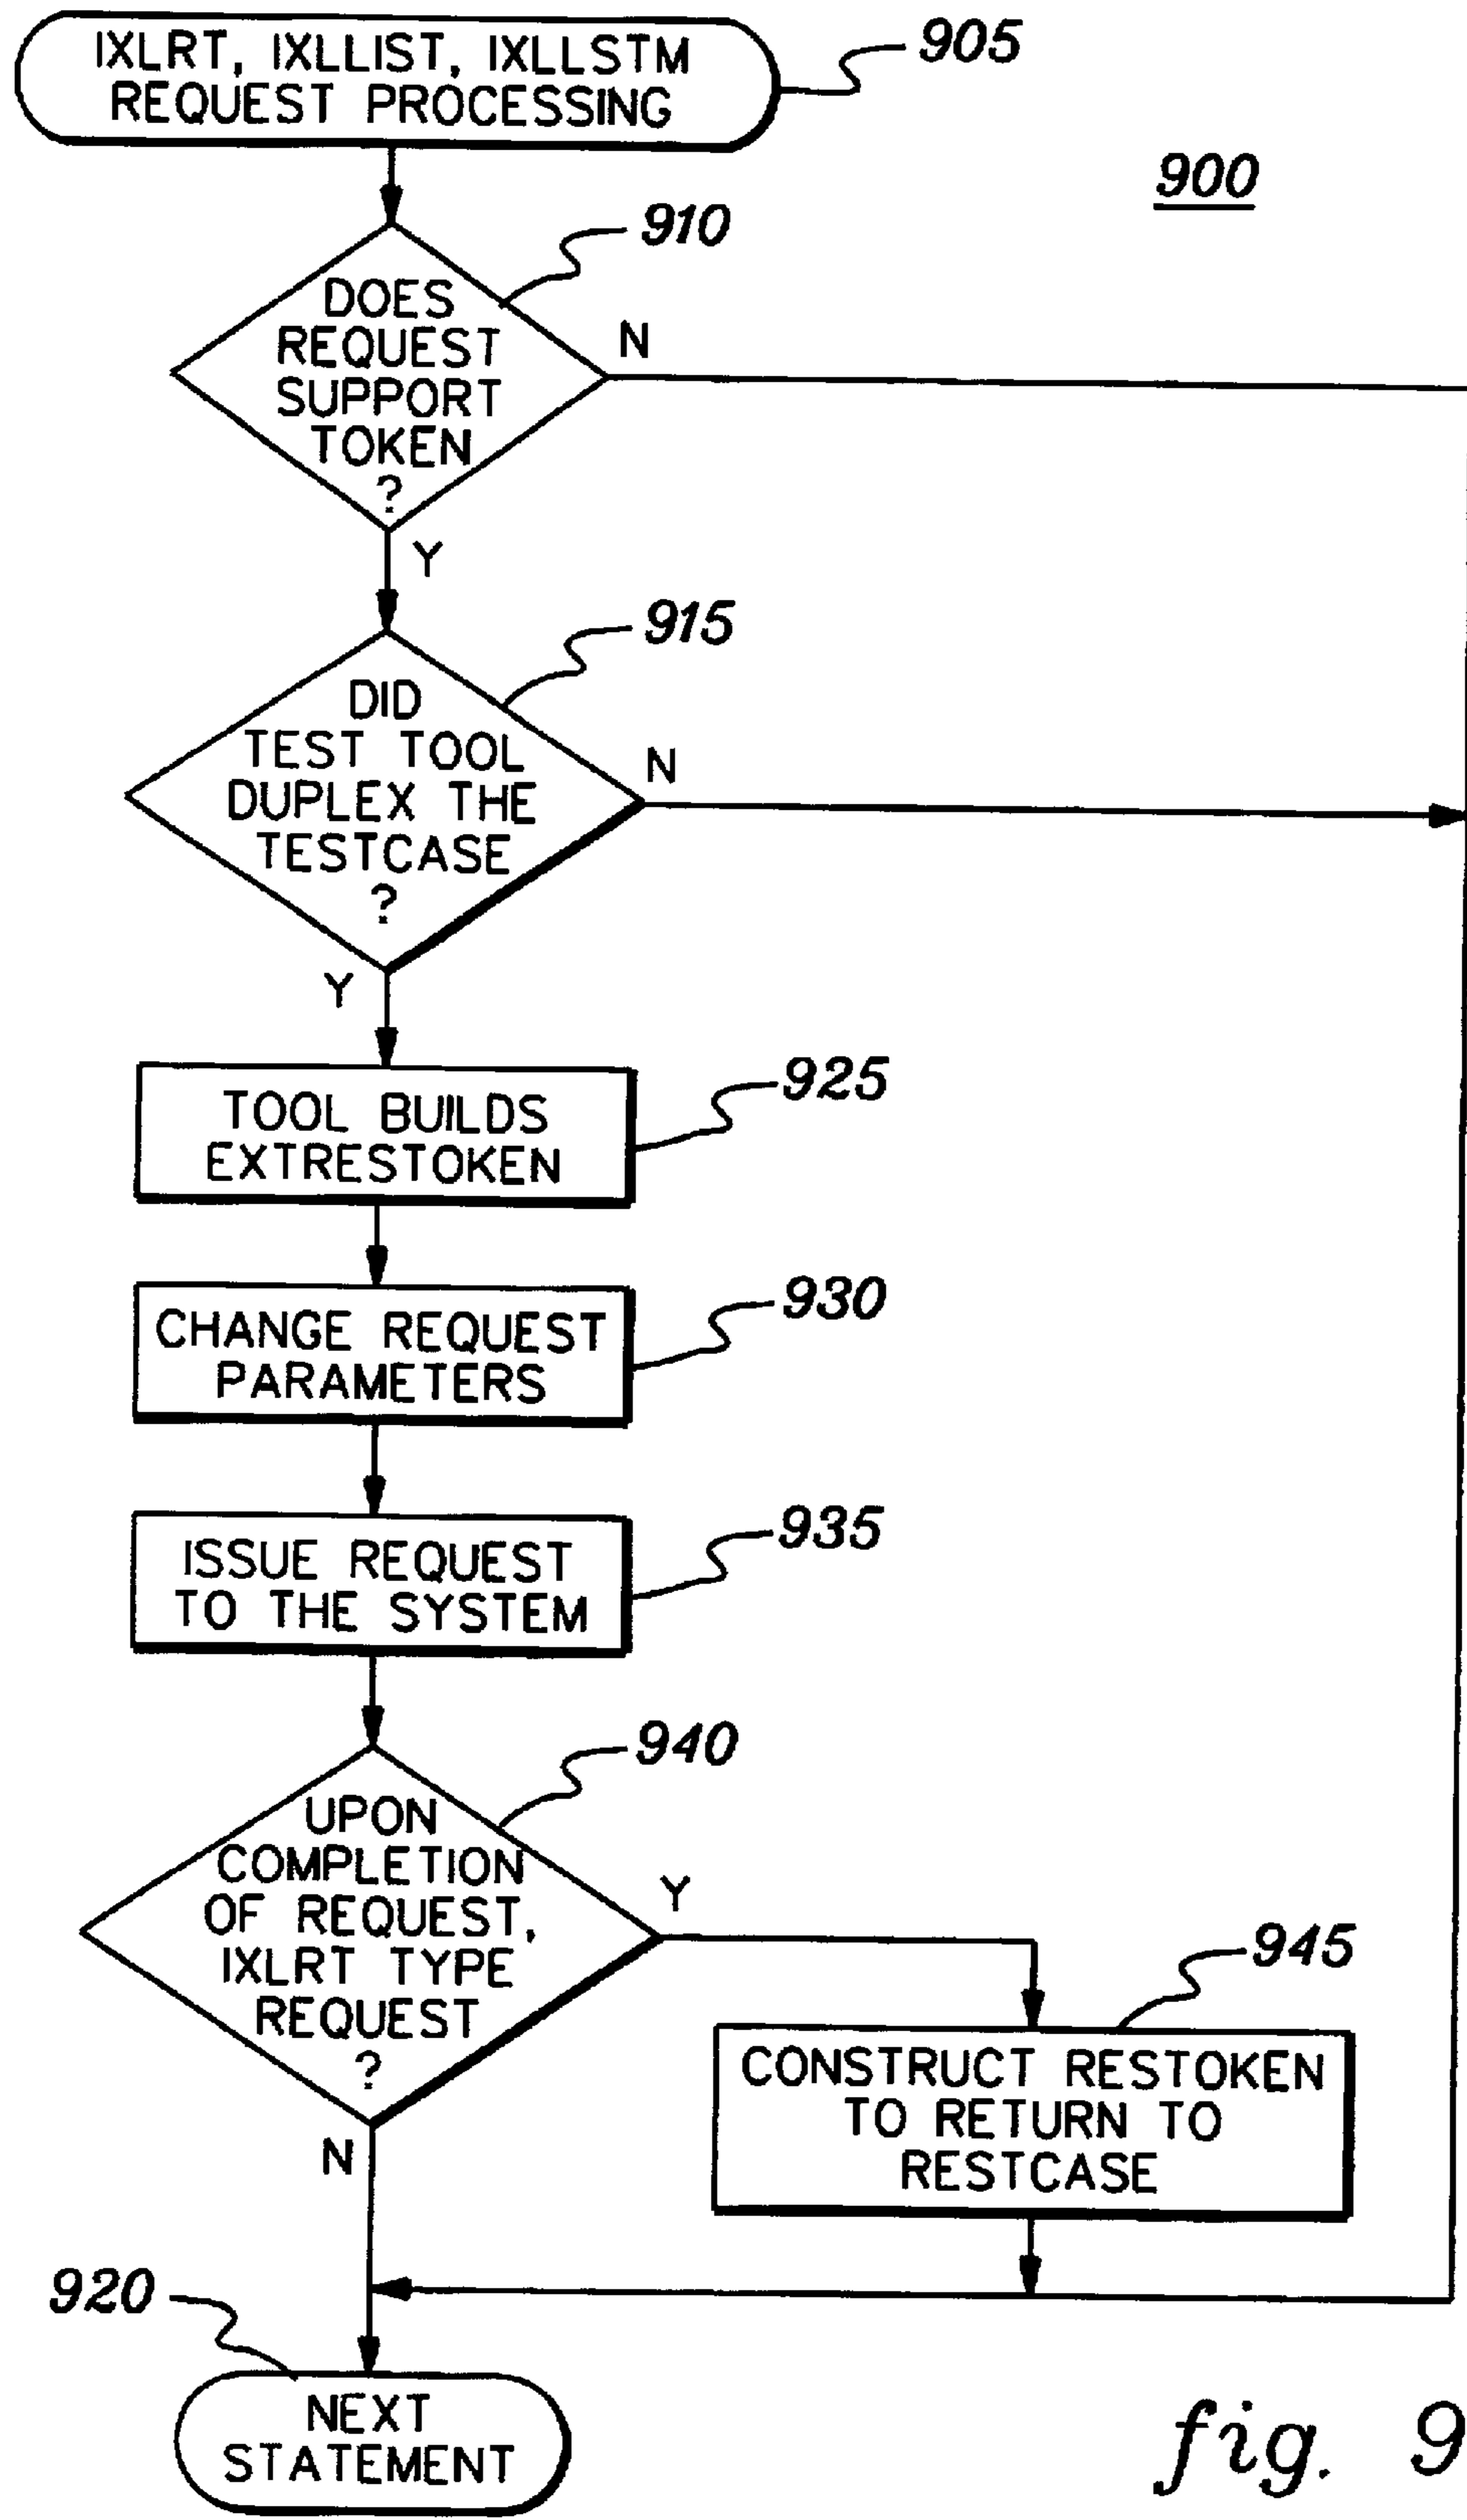 IXLRT, IXLLIST, IXLLSTM
REQUEST PROCESSING
905
900
910
DOES
REQUEST
SUPPORT
TOKEN
?
N
Y
915
DID
TEST TOOL
DUPLEX THE
TESTCASE
?
N
Y
925
TOOL BUILDS
EXTRESTOKEN
930
CHANGE REQUEST
PARAMETERS
935
ISSUE REQUEST
TO THE SYSTEM
940
UPON
COMPLETION
OF REQUEST,
IXLRT TYPE
REQUEST
?
Y
N
945
CONSTRUCT RESTOKEN
TO RETURN TO
RESTCASE
920
NEXT
STATEMENT
fig. 9